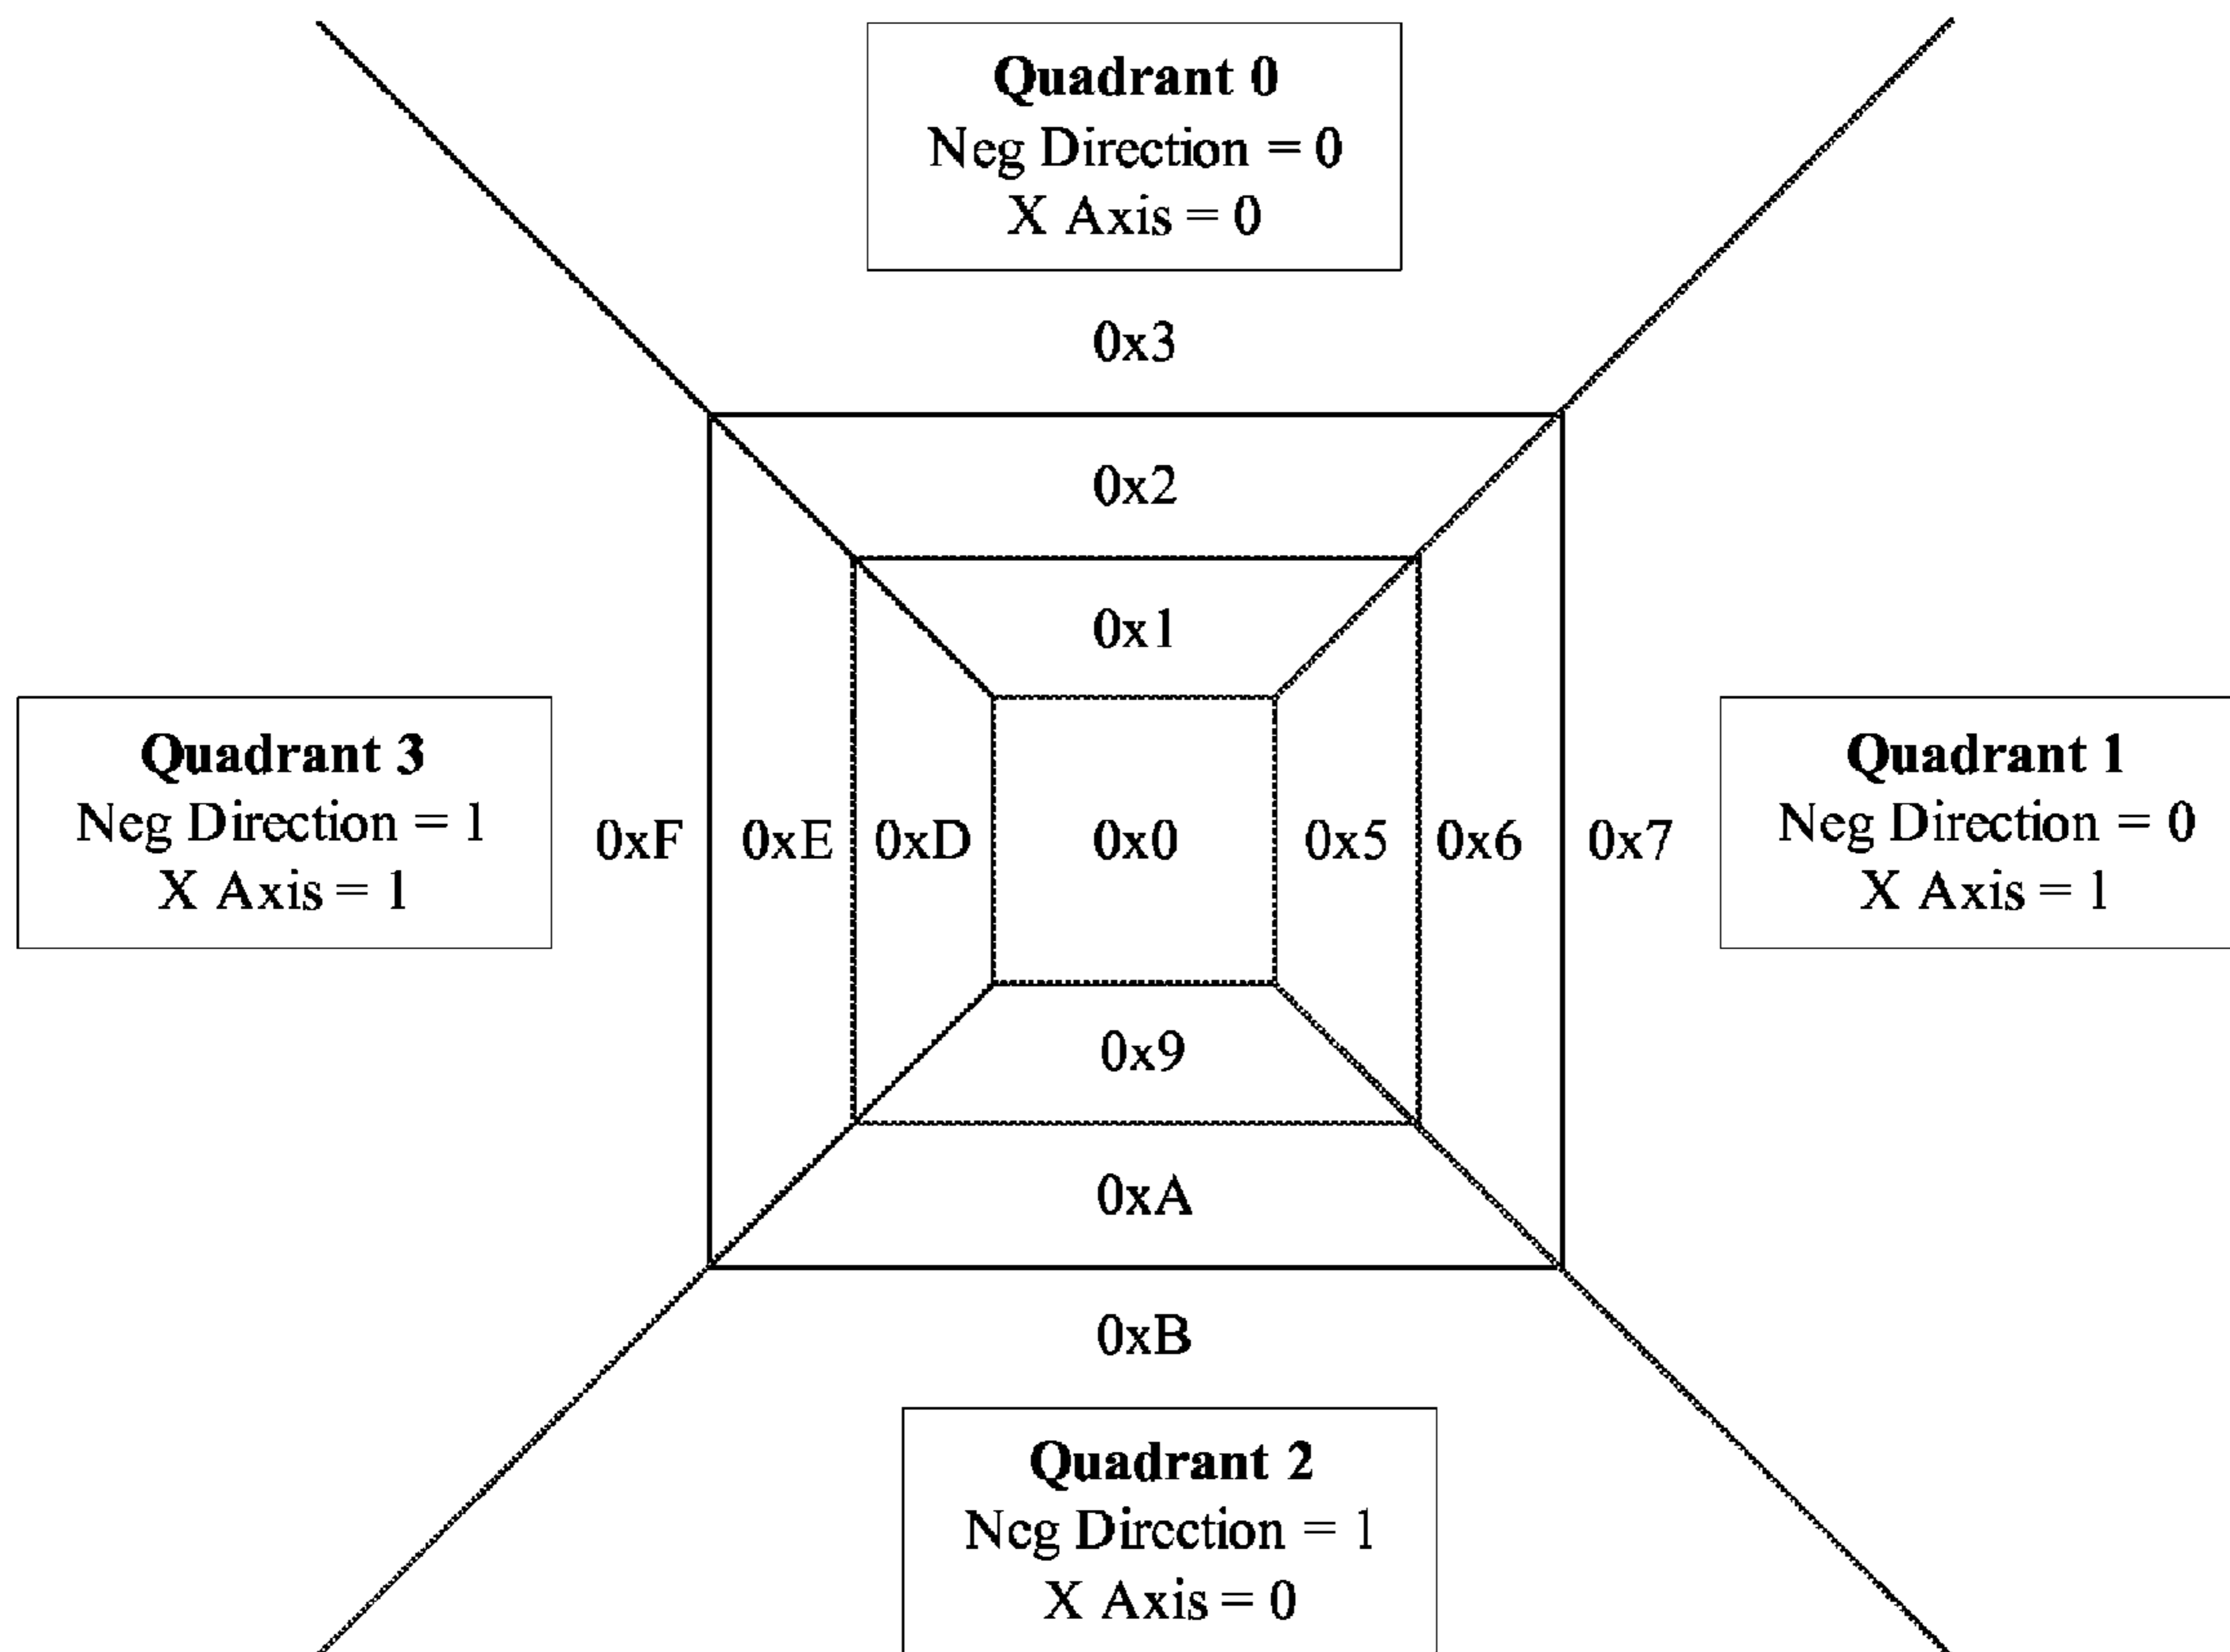 Quadrant 0
Neg Direction = 0
X Axis = 0
0x3
0x2
0x1
Quadrant 3
Neg Direction = 1
X Axis = 1
0xF 0xE 0xD 0x0 0x5 0x6 0x7
Quadrant 1
Neg Direction = 0
X Axis = 1
0x9
0xA
0xB
Quadrant 2
Neg Direction = 1
X Axis = 0